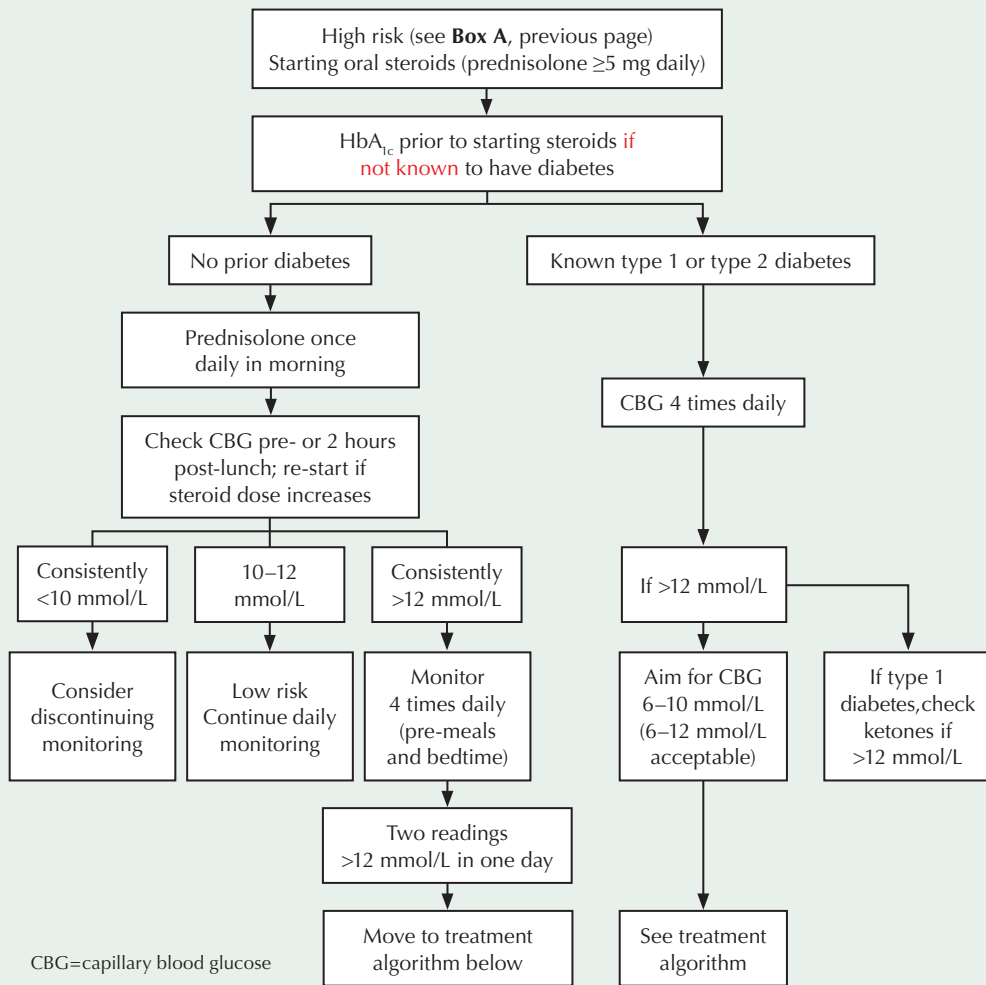 High risk (see Box A, previous page)
Starting oral steroids (prednisolone ≥5 mg daily)
HbA1c prior to starting steroids if
not known to have diabetes
No prior diabetes
Known type 1 or type 2 diabetes
Prednisolone once
daily in morning
CBG 4 times daily
Check CBG pre- or 2 hours
post-lunch; re-start if
steroid dose increases
Consistently
<10 mmol/L
10–12
mmol/L
Consistently
>12 mmol/L
If >12 mmol/L
Consider
discontinuing
monitoring
Low risk
Continue daily
monitoring
Monitor
4 times daily
(pre-meals
and bedtime)
Aim for CBG
6–10 mmol/L
(6–12 mmol/L
acceptable)
If type 1
diabetes,check
ketones if
>12 mmol/L
Two readings
>12 mmol/L in one day
Move to treatment
algorithm below
See treatment
algorithm
CBG=capillary blood glucose